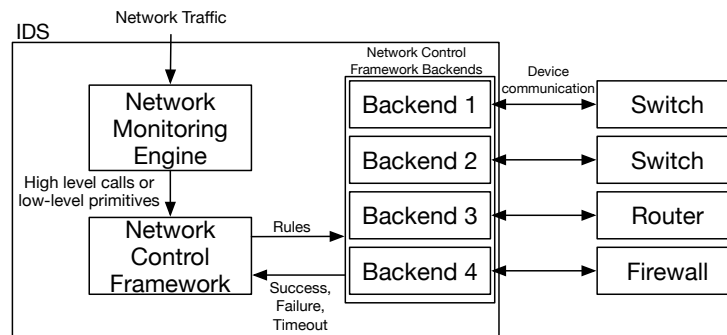 Network Traffic
IDS
Network Monitoring Engine
High level calls or
low-level primitives
Network
Control
Framework
Rules
Success,
Failure,
Timeout
Network Control
Framework Backends
Backend 1
Backend 2
Backend 3
Backend 4
Device
communication
Switch
Switch
Router
Firewall